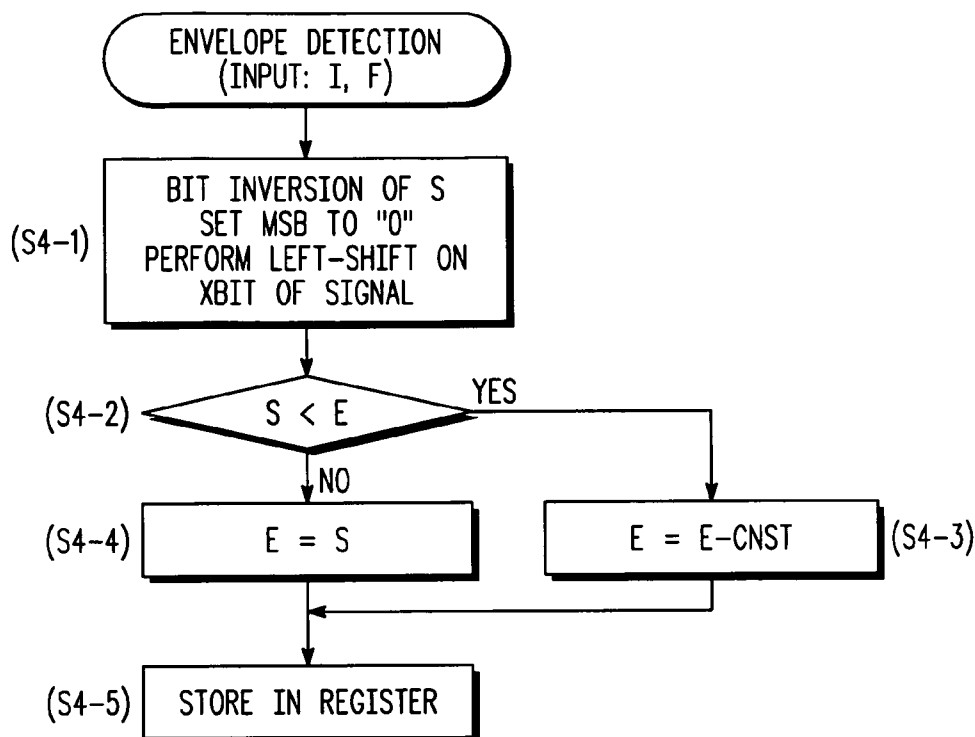 ENVELOPE DETECTION
(INPUT: I, F)
(S4-1)
BIT INVERSION OF S
SET MSB TO "0"
PERFORM LEFT-SHIFT ON
XBIT OF SIGNAL
(S4-2)
S < E
YES
NO
(S4-4)
E = S
E = E-CNST
(S4-3)
(S4-5)
STORE IN REGISTER